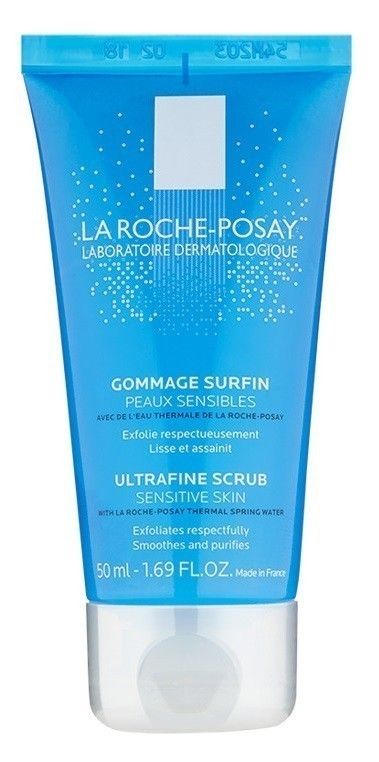 LA ROCHE-POSAY
LABORATOIRE DERMATOLOGIQUE
GOMMAGE SURFIN
PEAUX SENSIBLES
AVEC DE L'EAU THERMALE DE LA ROCHE-POSAY
Exfolie respectueusement
Lisse et assainit
ULTRAFINE SCRUB
SENSITIVE SKIN
WITH LA ROCHE-POSAY THERMAL SPRING WATER
Exfoliates respectfully
Smoothes and purifies
50 ml - 1.69 FL.OZ. Made in France